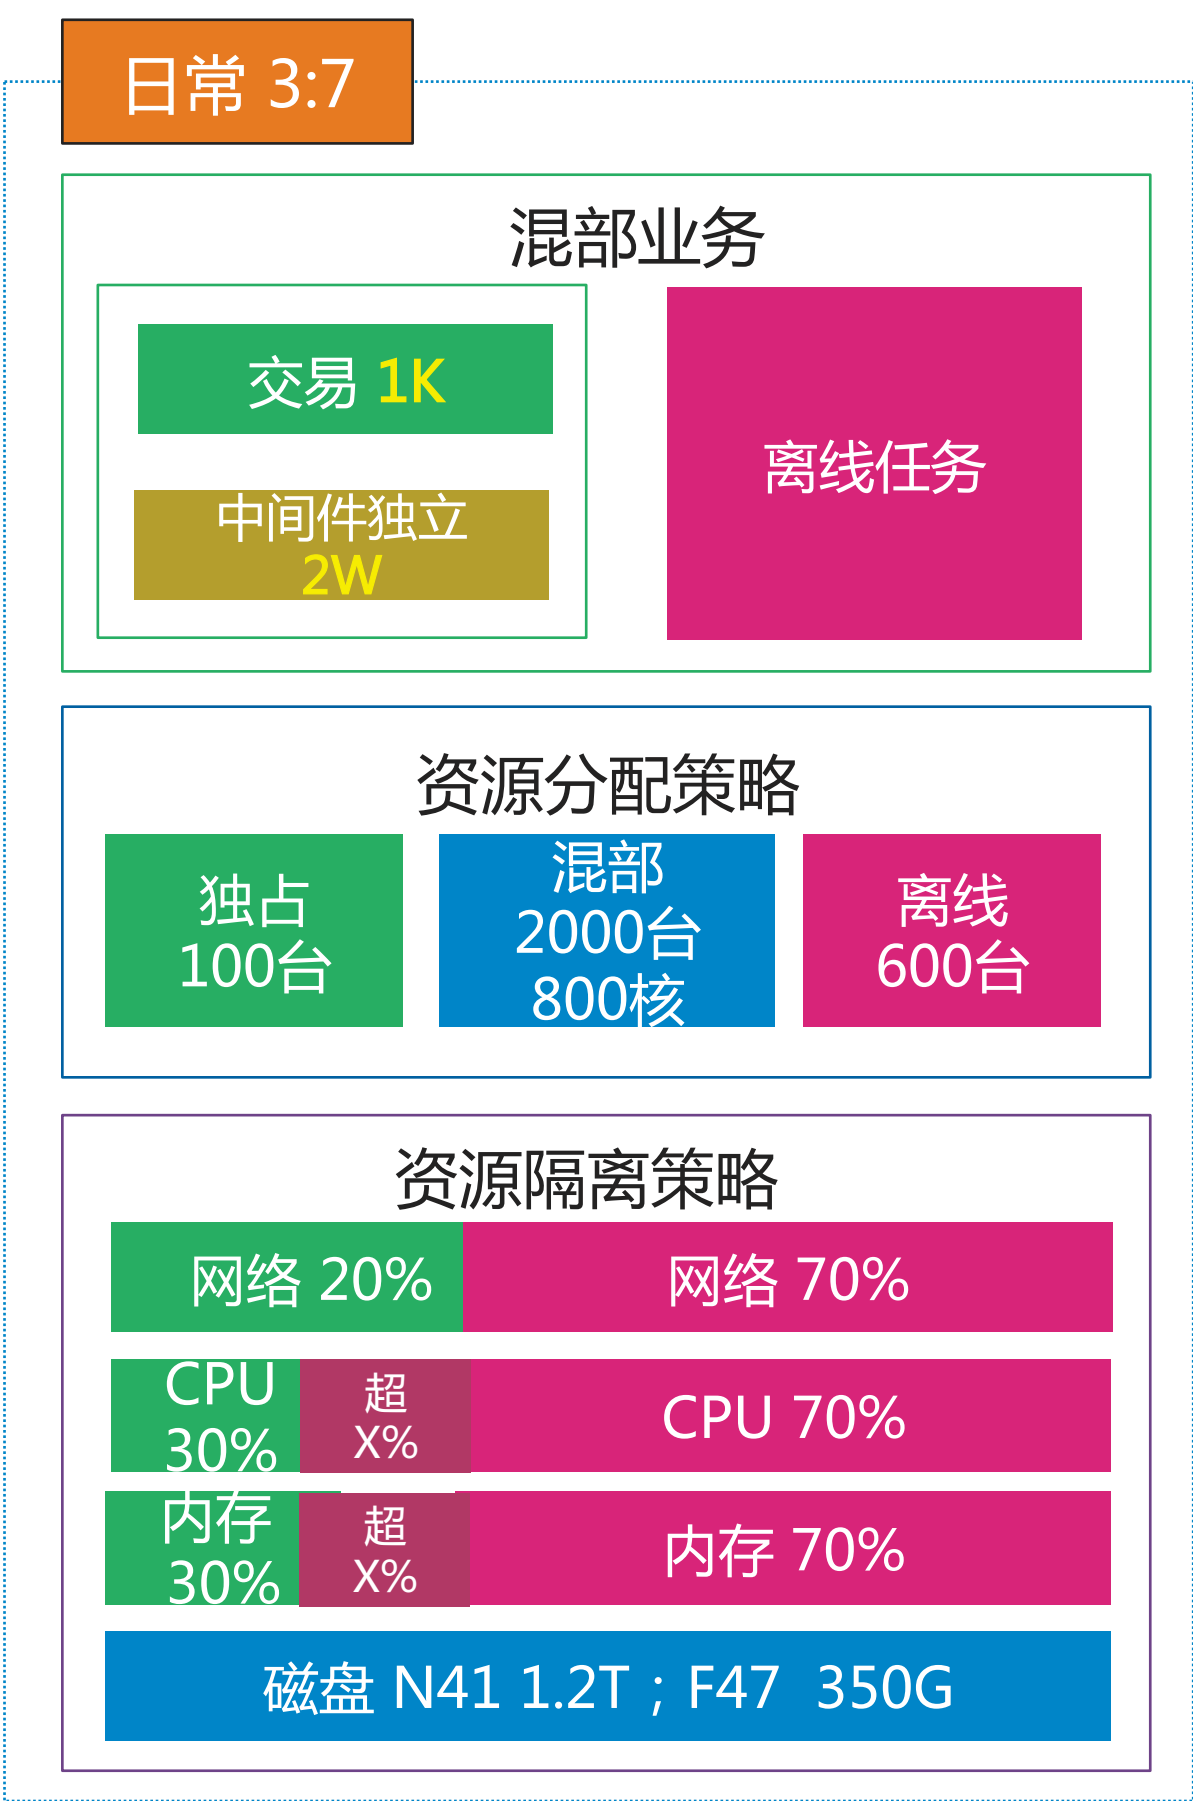 日常 3:7
混部业务
交易 1K
中间件独立
2W
离线任务
资源分配策略
独占
100台
混部
2000台
800核
离线
600台
资源隔离策略
网络 20%
网络 70%
CPU
30%
超
X%
CPU 70%
内存
30%
超
X%
内存 70%
磁盘 N41 1.2T；F47 350G